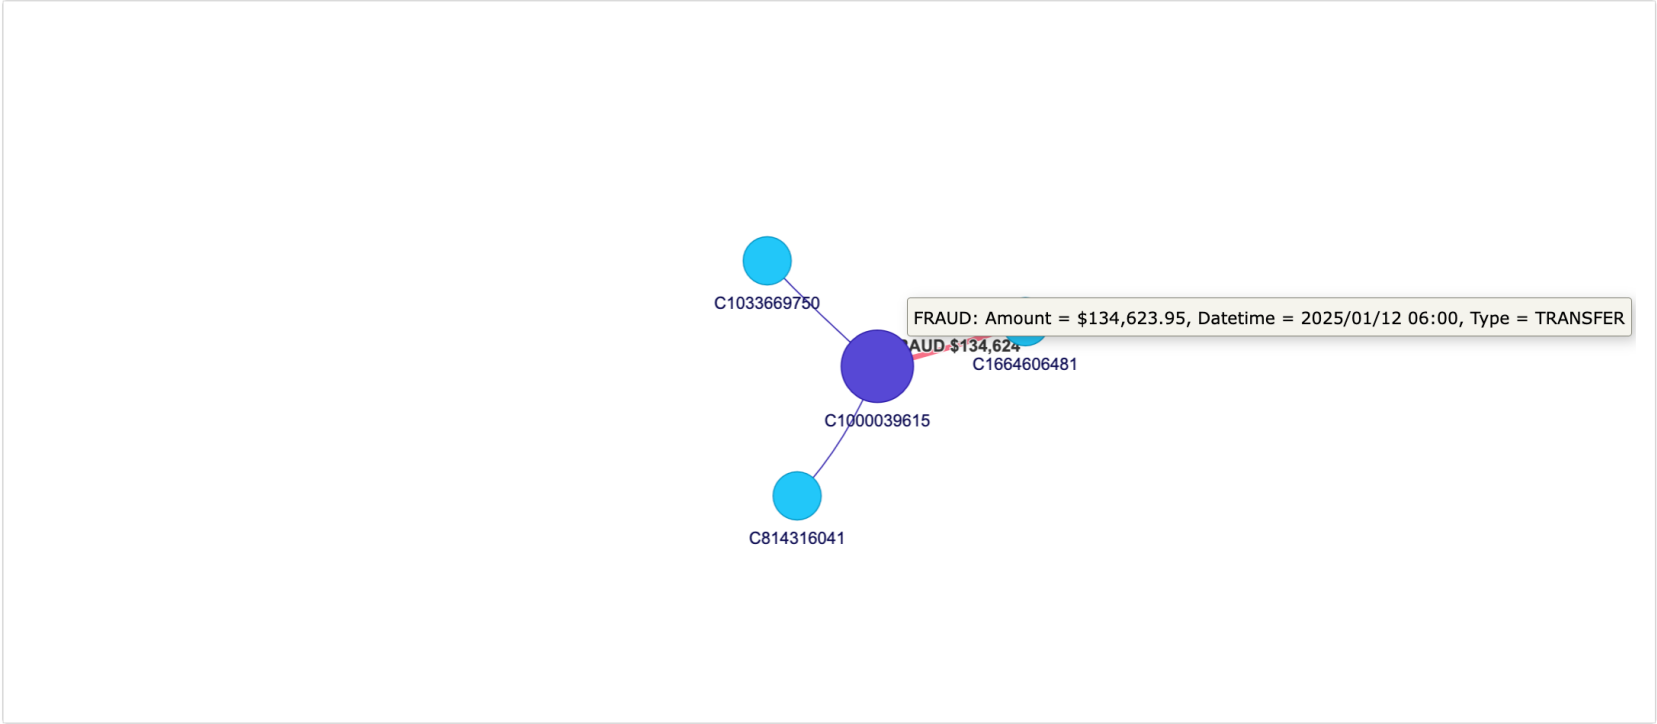 C1033669750
FRAUD: Amount = $134,623.95, Datetime = 2025/01/12 06:00, Type = TRANSFER
$134,624
C1664606481
C1000039615
C814316041